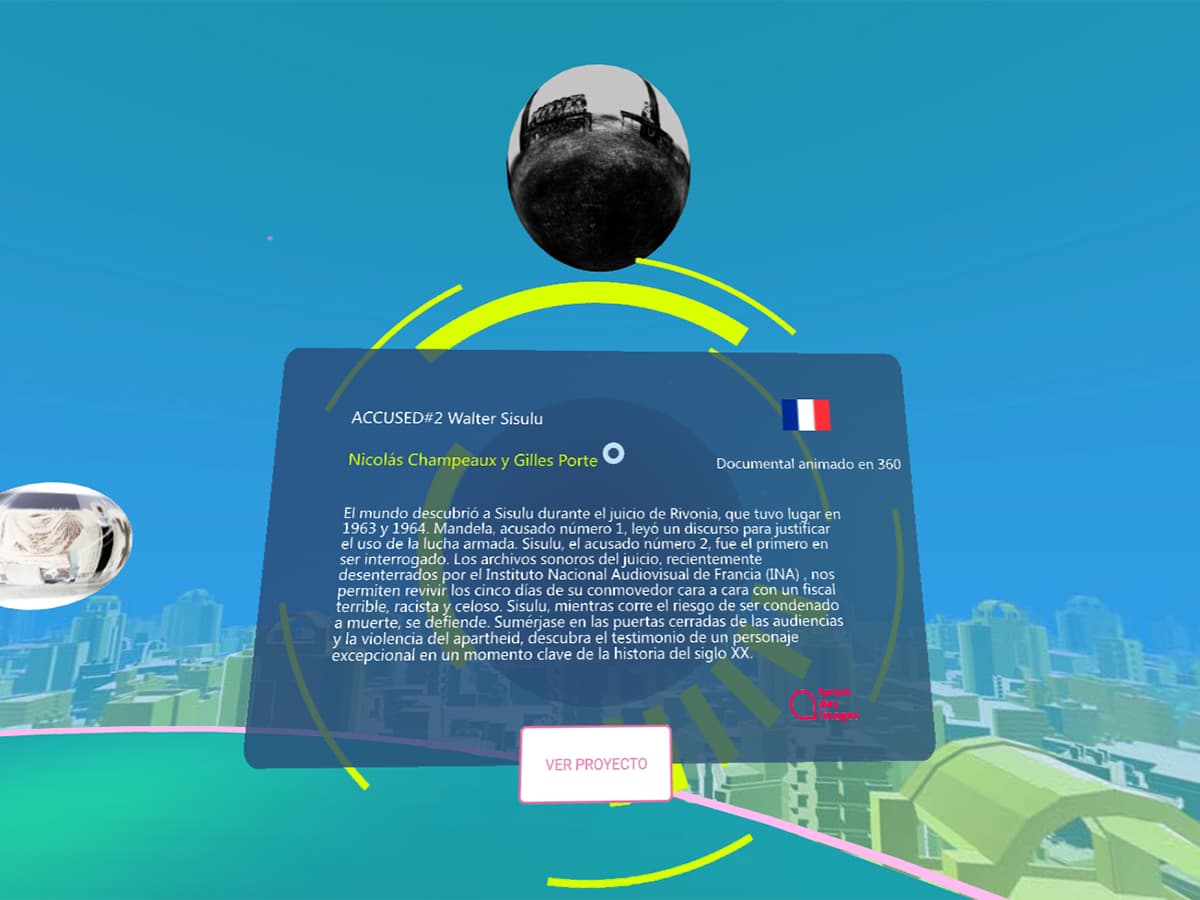 ACCUSED#2 Walter Sisulu
Nicolás Champeaux y Gilles Porte
Documental animado en 360
El mundo descubrió a Sisulu durante el juicio de Rivonia, que tuvo lugar en
1963 y 1964. Mandela, acusado número 1, leyó un discurso para justificar
el uso de la lucha armada. Sisulu, el acusado número 2, fue el primero en
ser interrogado. Los archivos sonoros del juicio, recientemente
desenterrados por el Instituto Nacional Audiovisual de Francia (INA) , nos
permiten revivir los cinco días de su conmovedor cara a cara con un fiscal
terrible, racista y celoso. Sisulu, mientras corre el riesgo de ser condenado
a muerte, se defiende. Sumérjase en las puertas cerradas de las audiencias
y la violencia del apartheid, descubra el testimonio de un personaje
excepcional en un momento clave de la historia del siglo XX.
forum
des
images
VER PROYECTO